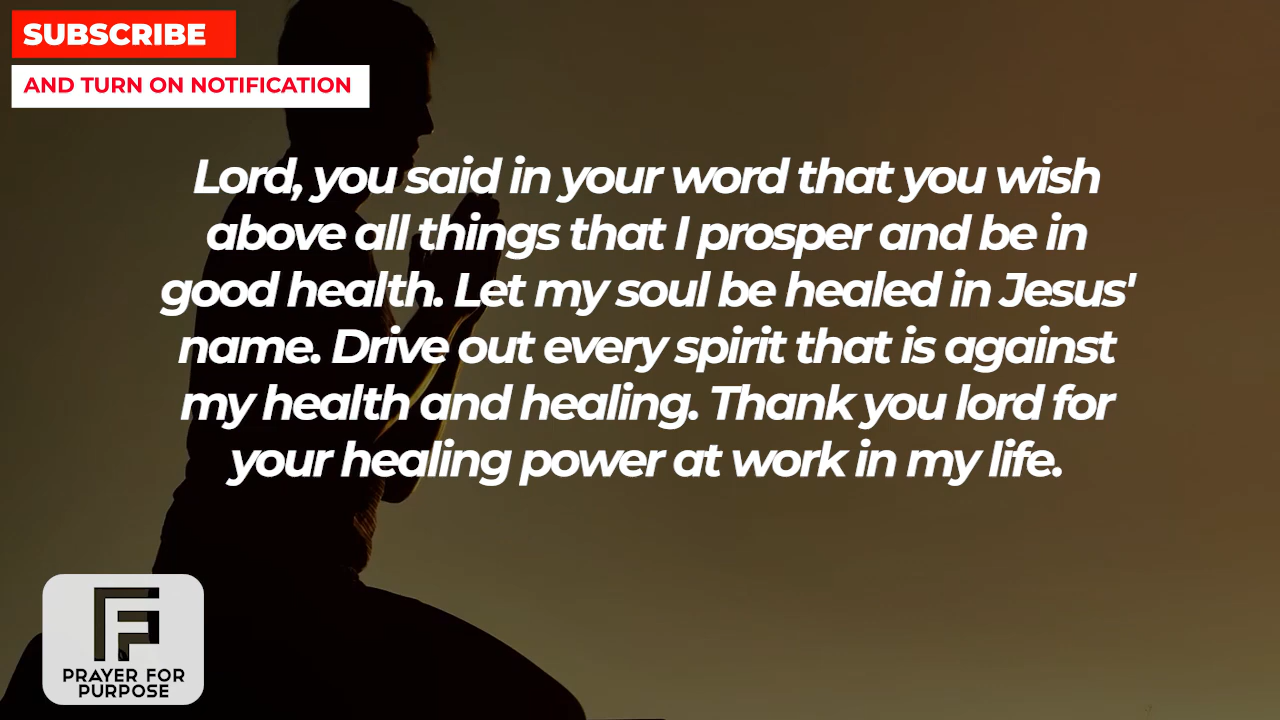 SUBSCRIBE
AND TURN ON NOTIFICATION
Lord, you said in your word that you wish
above all things that I prosper and be in
good health. Let my soul be healed in Jesus'
name. Drive out every spirit that is against
my health and healing. Thank you lord for
your healing power at work in my life.
PRAYER FOR
PURPOSE